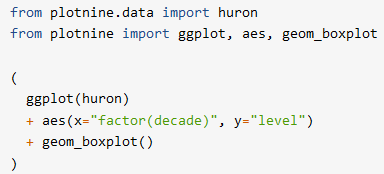 from plotnine.data import huron
from plotnine import ggplot, aes, geom_boxplot

(
  ggplot(huron)
  + aes(x="factor(decade)", y="level")
  + geom_boxplot()
)